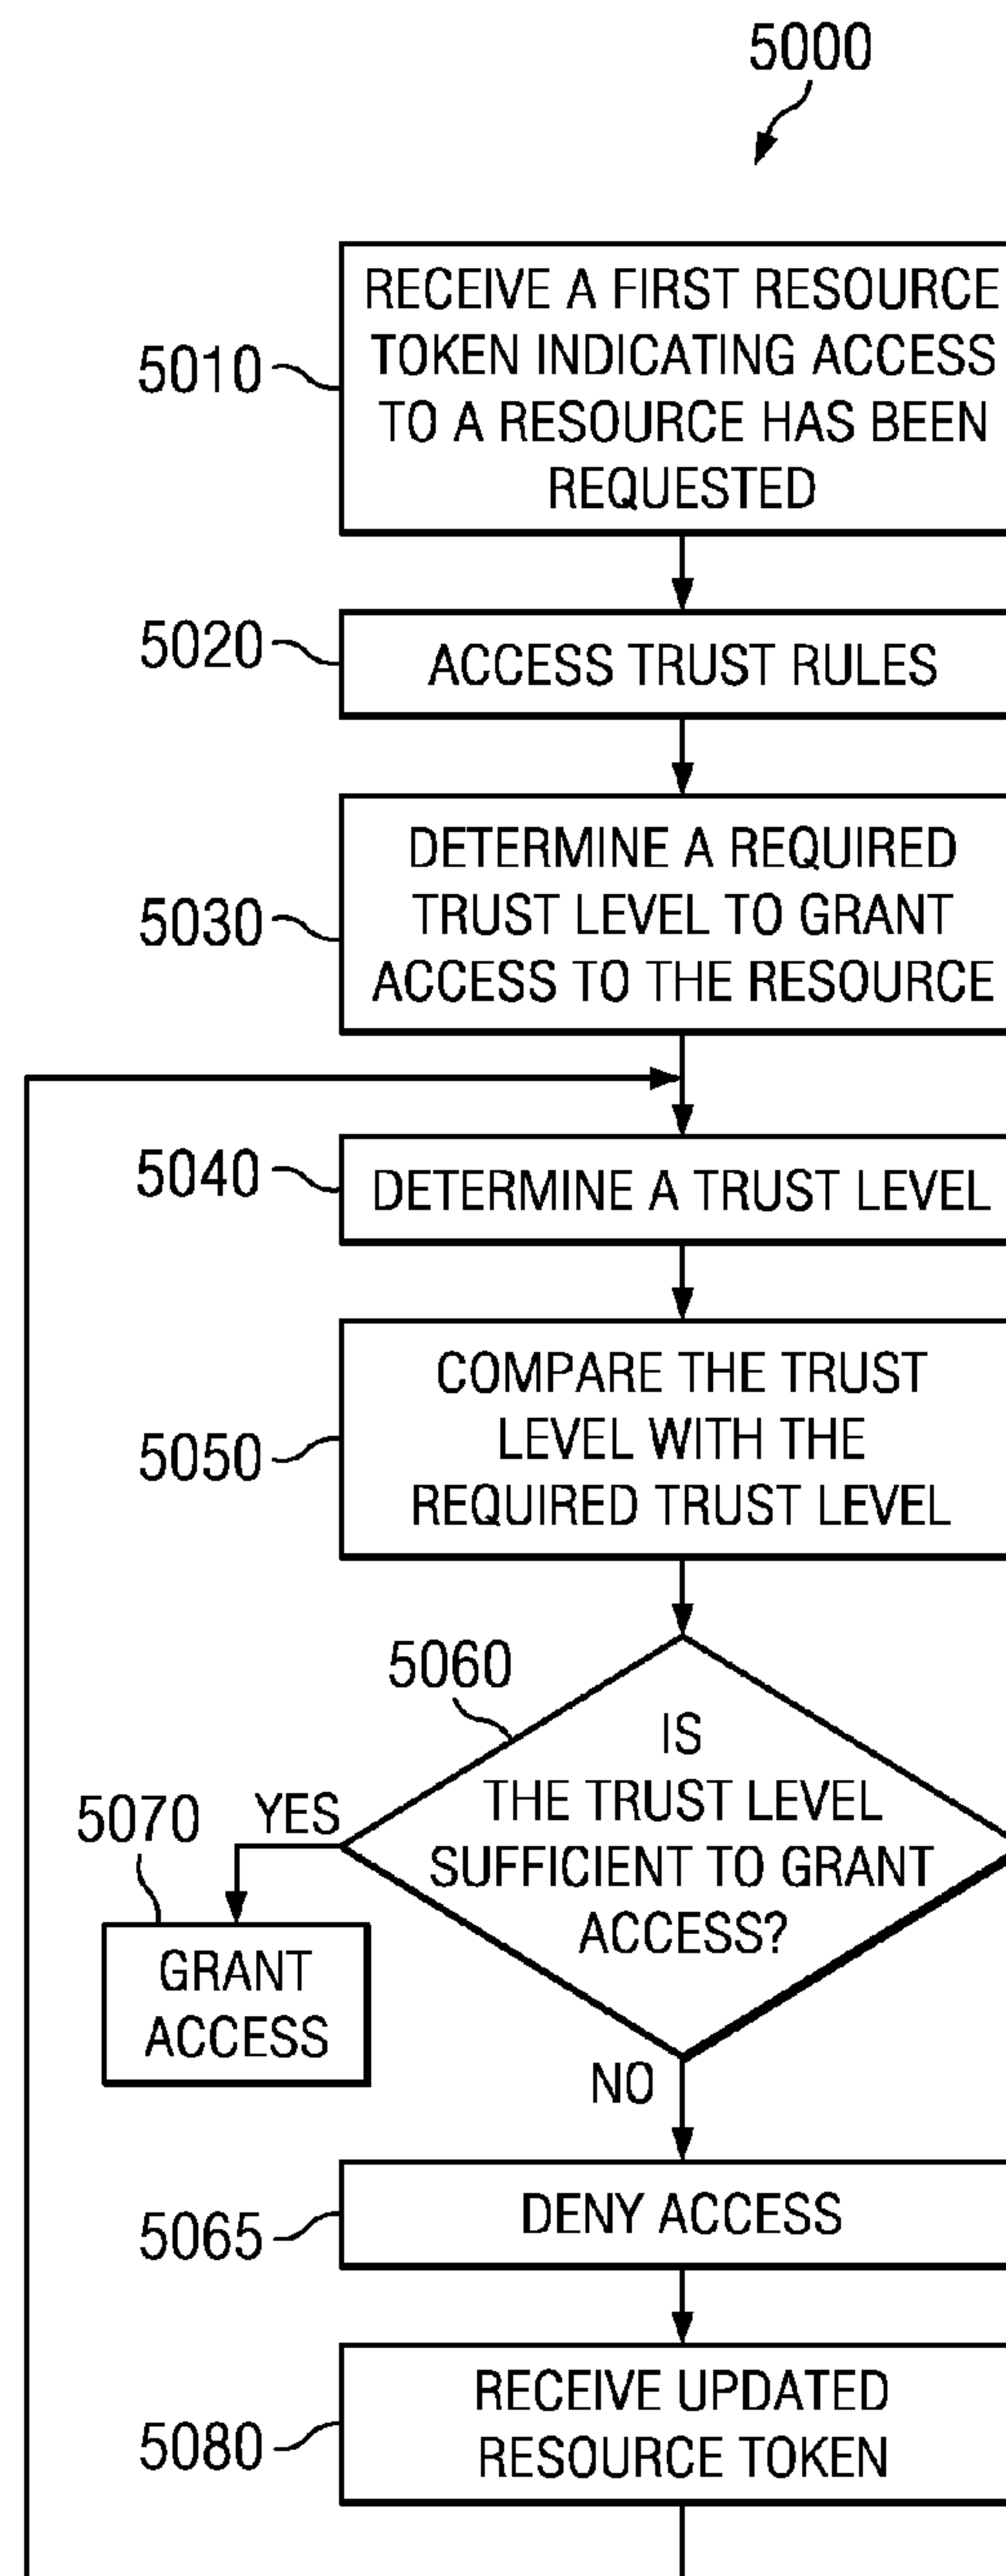 5000
5010
RECEIVE A FIRST RESOURCE
TOKEN INDICATING ACCESS
TO A RESOURCE HAS BEEN
REQUESTED
5020
ACCESS TRUST RULES
5030
DETERMINE A REQUIRED
TRUST LEVEL TO GRANT
ACCESS TO THE RESOURCE
5040
DETERMINE A TRUST LEVEL
5050
COMPARE THE TRUST
LEVEL WITH THE
REQUIRED TRUST LEVEL
5060
IS
THE TRUST LEVEL
SUFFICIENT TO GRANT
ACCESS?
YES
5070
GRANT
ACCESS
NO
5065
DENY ACCESS
5080
RECEIVE UPDATED
RESOURCE TOKEN